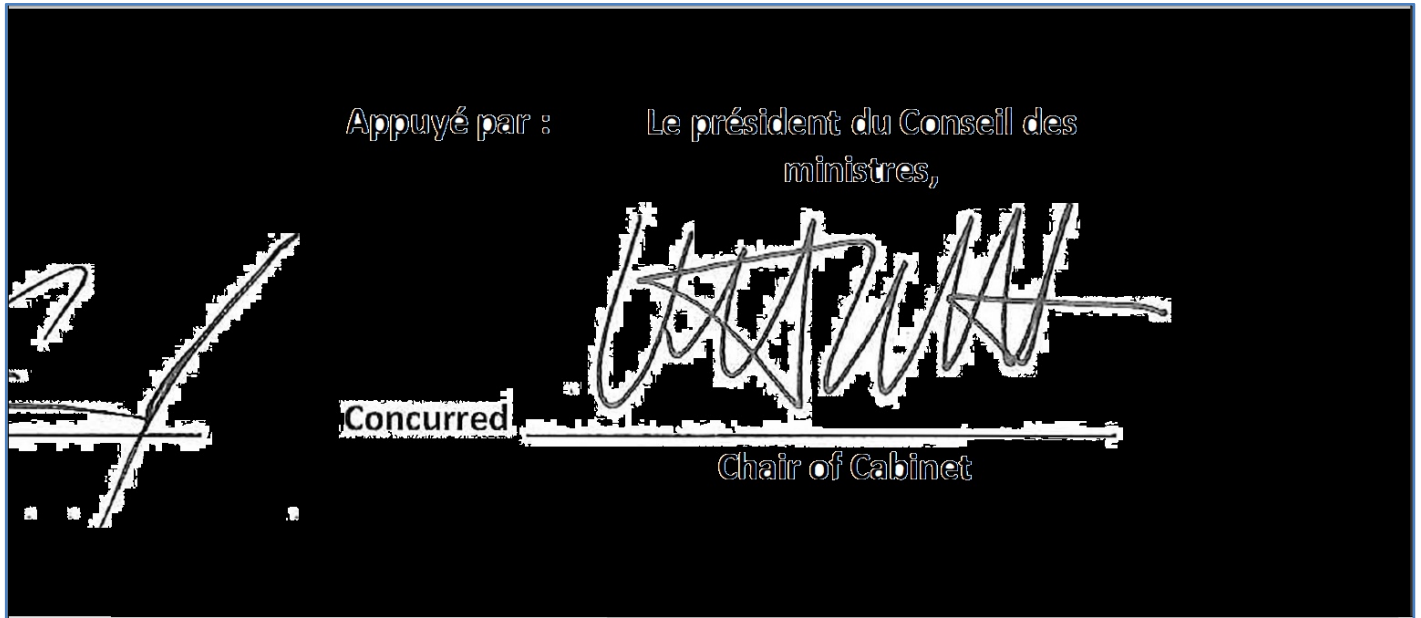 Appuyé par : Le président du Conseil des
ministres,
Concurred
Chair of Cabinet